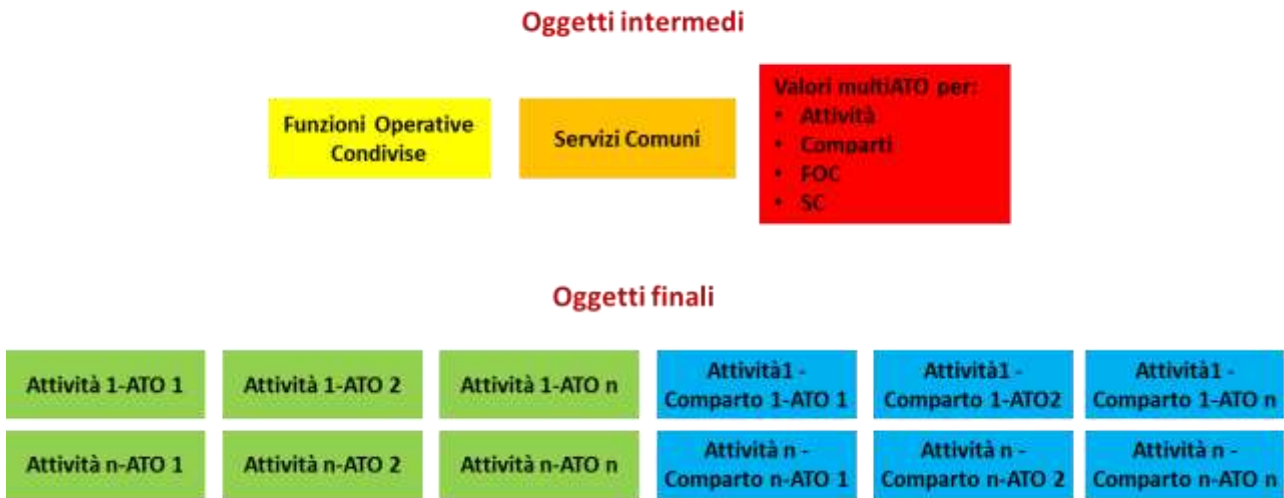 Oggetti intermedi
Funzioni Operative
Condivise
Servizi Comuni
Valori multiATO per:
• Attività
• Comparti
• FOC
• SC
Oggetti finali
Attività 1-ATO 1
Attività 1-ATO 2
Attività 1-ATO n
Attività1 -
Comparto 1-ATO 1
Attività1 -
Comparto 1-ATO2
Attività1 -
Comparto 1-ATO n
Attività n-ATO 1
Attività n-ATO 2
Attività n-ATO n
Attività n -
Comparto n-ATO 1
Attività n -
Comparto n-ATO 2
Attività n -
Comparto n-ATO n